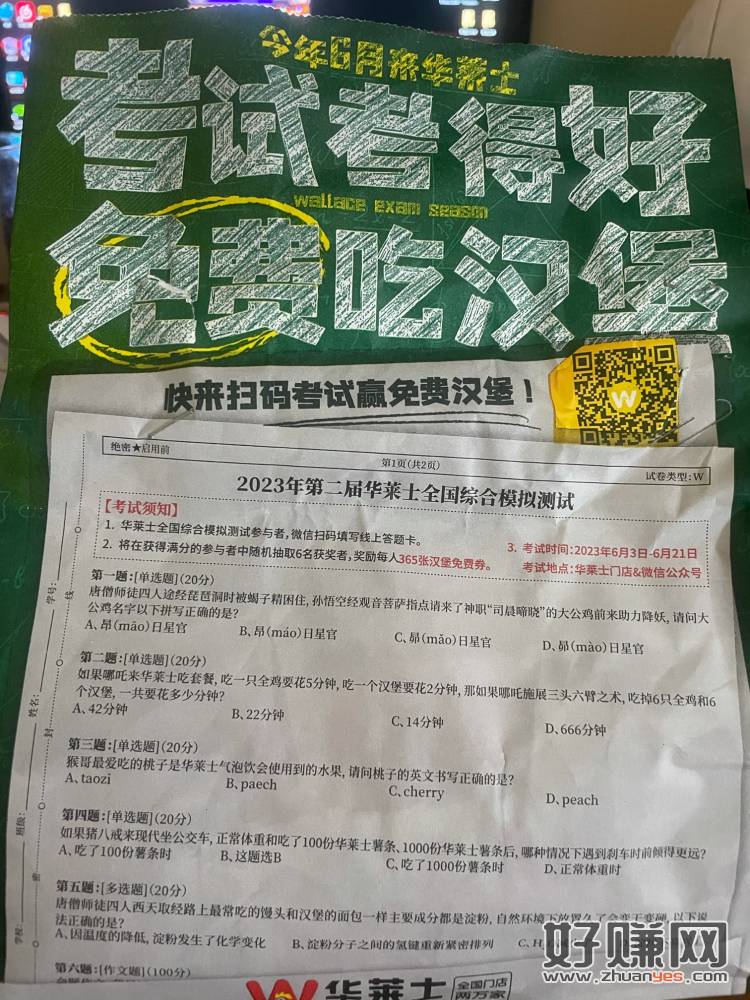 今年6月来华莱士
考试考得好
wallace exam season
免费吃汉堡
快来扫码考试赢免费汉堡!
W
绝密★启用前
第1页(共2页)
试卷类型:W
2023年第二届华莱士全国综合模拟测试
【考试须知】
1. 华莱士全国综合模拟测试参与者,微信扫码填写线上答题卡。
2. 将在获得满分的参与者中随机抽取6名获奖者,奖励每人365张汉堡免费券。
3. 考试时间:2023年6月3日-6月21日
考试地点:华莱士门店&微信公众号
第一题:[单选题](20分)
唐僧师徒四人途经琵琶洞时被蝎子精困住,孙悟空经观音菩萨指点请来了神职“司晨啼晓”的大公鸡前来助力降妖,请问大
公鸡名字以下拼写正确的是?
A、昴(māo)日星官 B、昴(máo)日星官 C、昴(mǎo)日星官 D、昴(mào)日星官
第二题:[单选题](20分)
如果哪吒来华莱士吃套餐,吃一只全鸡要花5分钟,吃一个汉堡要花2分钟,那如果哪吒施展三头六臂之术,吃掉6只全鸡和6
个汉堡,一共要花多少分钟?
A、42分钟 B、22分钟 C、14分钟 D、666分钟
第三题:[单选题](20分)
猴哥最爱吃的桃子是华莱士气泡饮会使用到的水果,请问桃子的英文书写正确的是?
A、taozi B、paech C、cherry D、peach
第四题:[单选题](20分)
如果猪八戒来现代坐公交车,正常体重和吃了100份华莱士薯条、1000份华莱士薯条后,哪种情况下遇到刹车时前倾得更远?
A、吃了100份薯条时 B、这题选B C、吃了1000份薯条时 D、正常体重时
第五题:[多选题](20分)
唐僧师徒四人西天取经路上最常吃的馒头和汉堡的面包一样主要成分都是淀粉,自然环境下放置久了会变干变硬,以下说
法正确的是?
A、因温度的降低,淀粉发生了化学变化 B、淀粉分子之间的氢键重新紧密排列
第六题:[作文题](100分)
学号:
姓名:
班级:
学校:
线
封
密
华莱士
全国门店
两万家
好赚网
www.zhuanyes.com